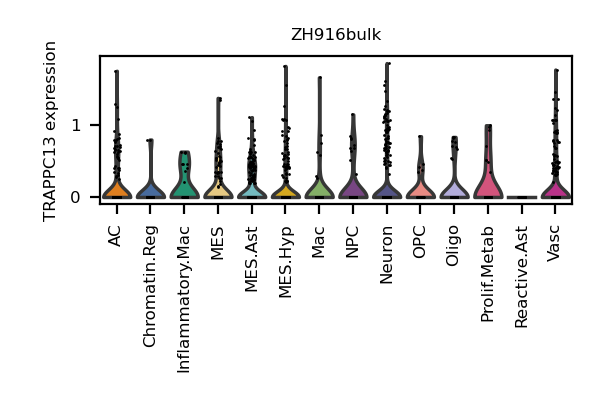 ZH916bulk
TRAPPC13 expression
1
0
AC
Chromatin.Reg
Inflammatory.Mac
MES
MES.Ast
MES.Hyp
Mac
NPC
Neuron
OPC
Oligo
Prolif.Metab
Reactive.Ast
Vasc